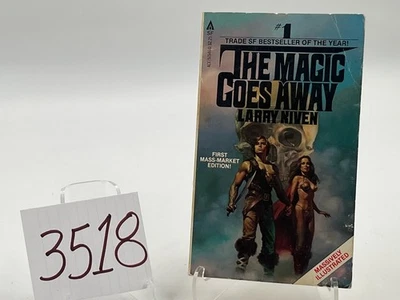 #1
TRADE SF BESTSELLER OF THE YEAR!
THE MAGIC
GOES AWAY
LARRY NIVEN
FIRST
MASS-MARKET
EDITION!
MASSIVELY
ILLUSTRATED
3518